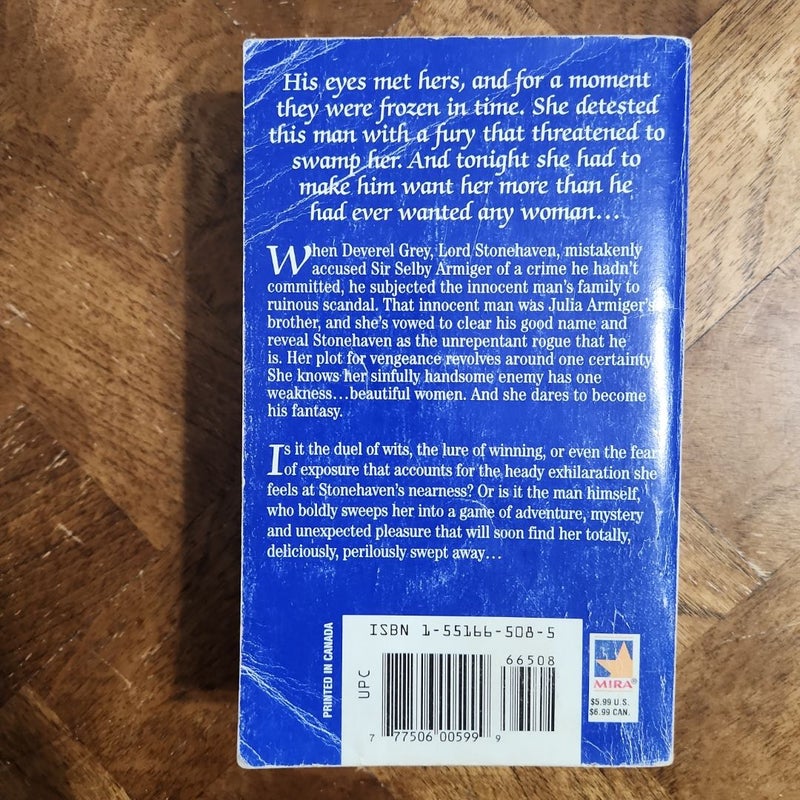 His eyes met hers, and for a moment
they were frozen in time. She detested
this man with a fury that threatened to
swamp her. And tonight she had to
make him want her more than he
had ever wanted any woman...
When Deverel Grey, Lord Stonehaven, mistakenly
accused Sir Selby Armiger of a crime he hadn't
committed, he subjected the innocent man's family to
ruinous scandal. That innocent man was Julia Armiger's
brother, and she's vowed to clear his good name and
reveal Stonehaven as the unrepentant rogue that he
is. Her plot for vengeance revolves around one certainty.
She knows her sinfully handsome enemy has one
weakness...beautiful women. And she dares to become
his fantasy.
Is it the duel of wits, the lure of winning, or even the fear
of exposure that accounts for the heady exhilaration she
feels at Stonehaven's nearness? Or is it the man himself,
who boldly sweeps her into a game of adventure, mystery
and unexpected pleasure that will soon find her totally,
deliciously, perilously swept away...
PRINTED IN CANADA
ISBN 1-55166-508-5
66508
UPC
7 77506 00599 9
MIRA®
$5.99 U.S.
$6.99 CAN.